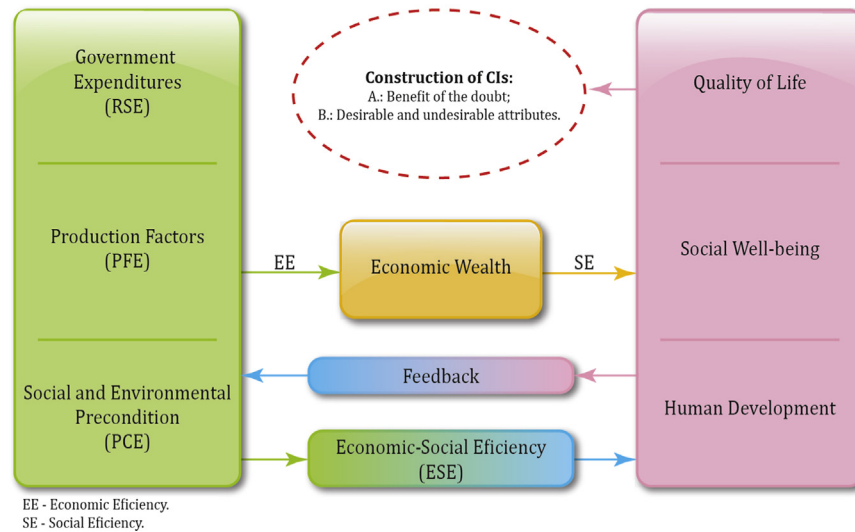 Government
Expenditures
(RSE)
Production Factors
(PFE)
Social and Environmental
Precondition
(PCE)
Construction of CIs:
A.: Benefit of the doubt;
B.: Desirable and undesirable attributes.
EE
Economic Wealth
SE
Feedback
Economic-Social Eficiency
(ESE)
Quality of Life
Social Well-being
Human Development
EE - Economic Eficiency.
SE - Social Eficiency.